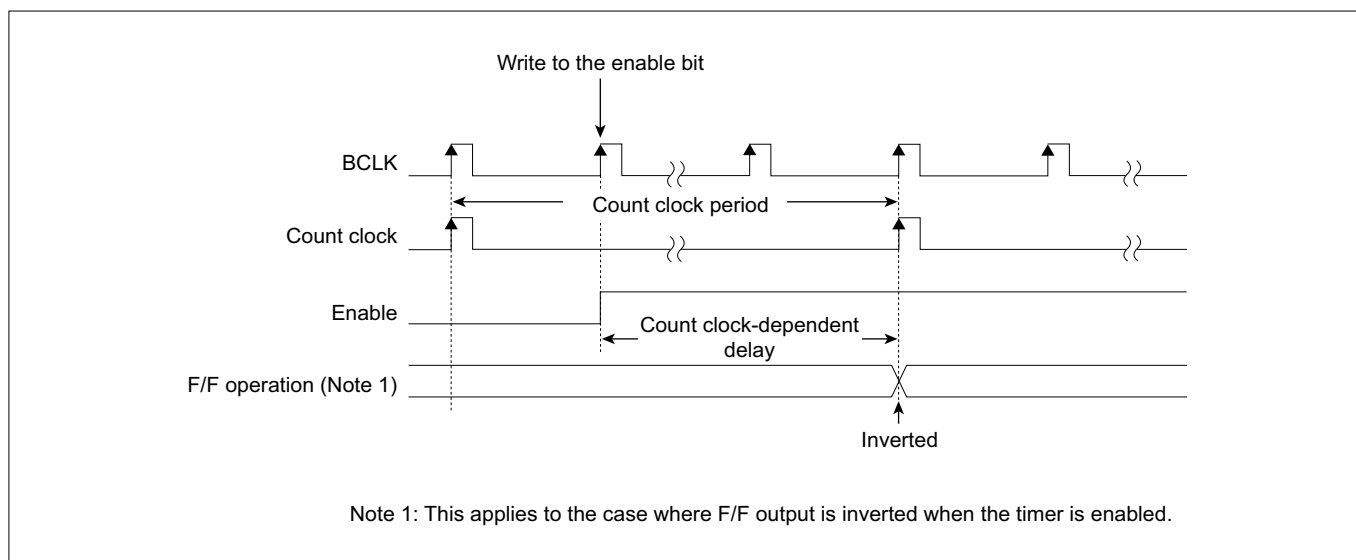 Write to the enable bit
BCLK
Count clock period
Count clock
Enable
Count clock-dependent
delay
F/F operation (Note 1)
Inverted
Note 1: This applies to the case where F/F output is inverted when the timer is enabled.